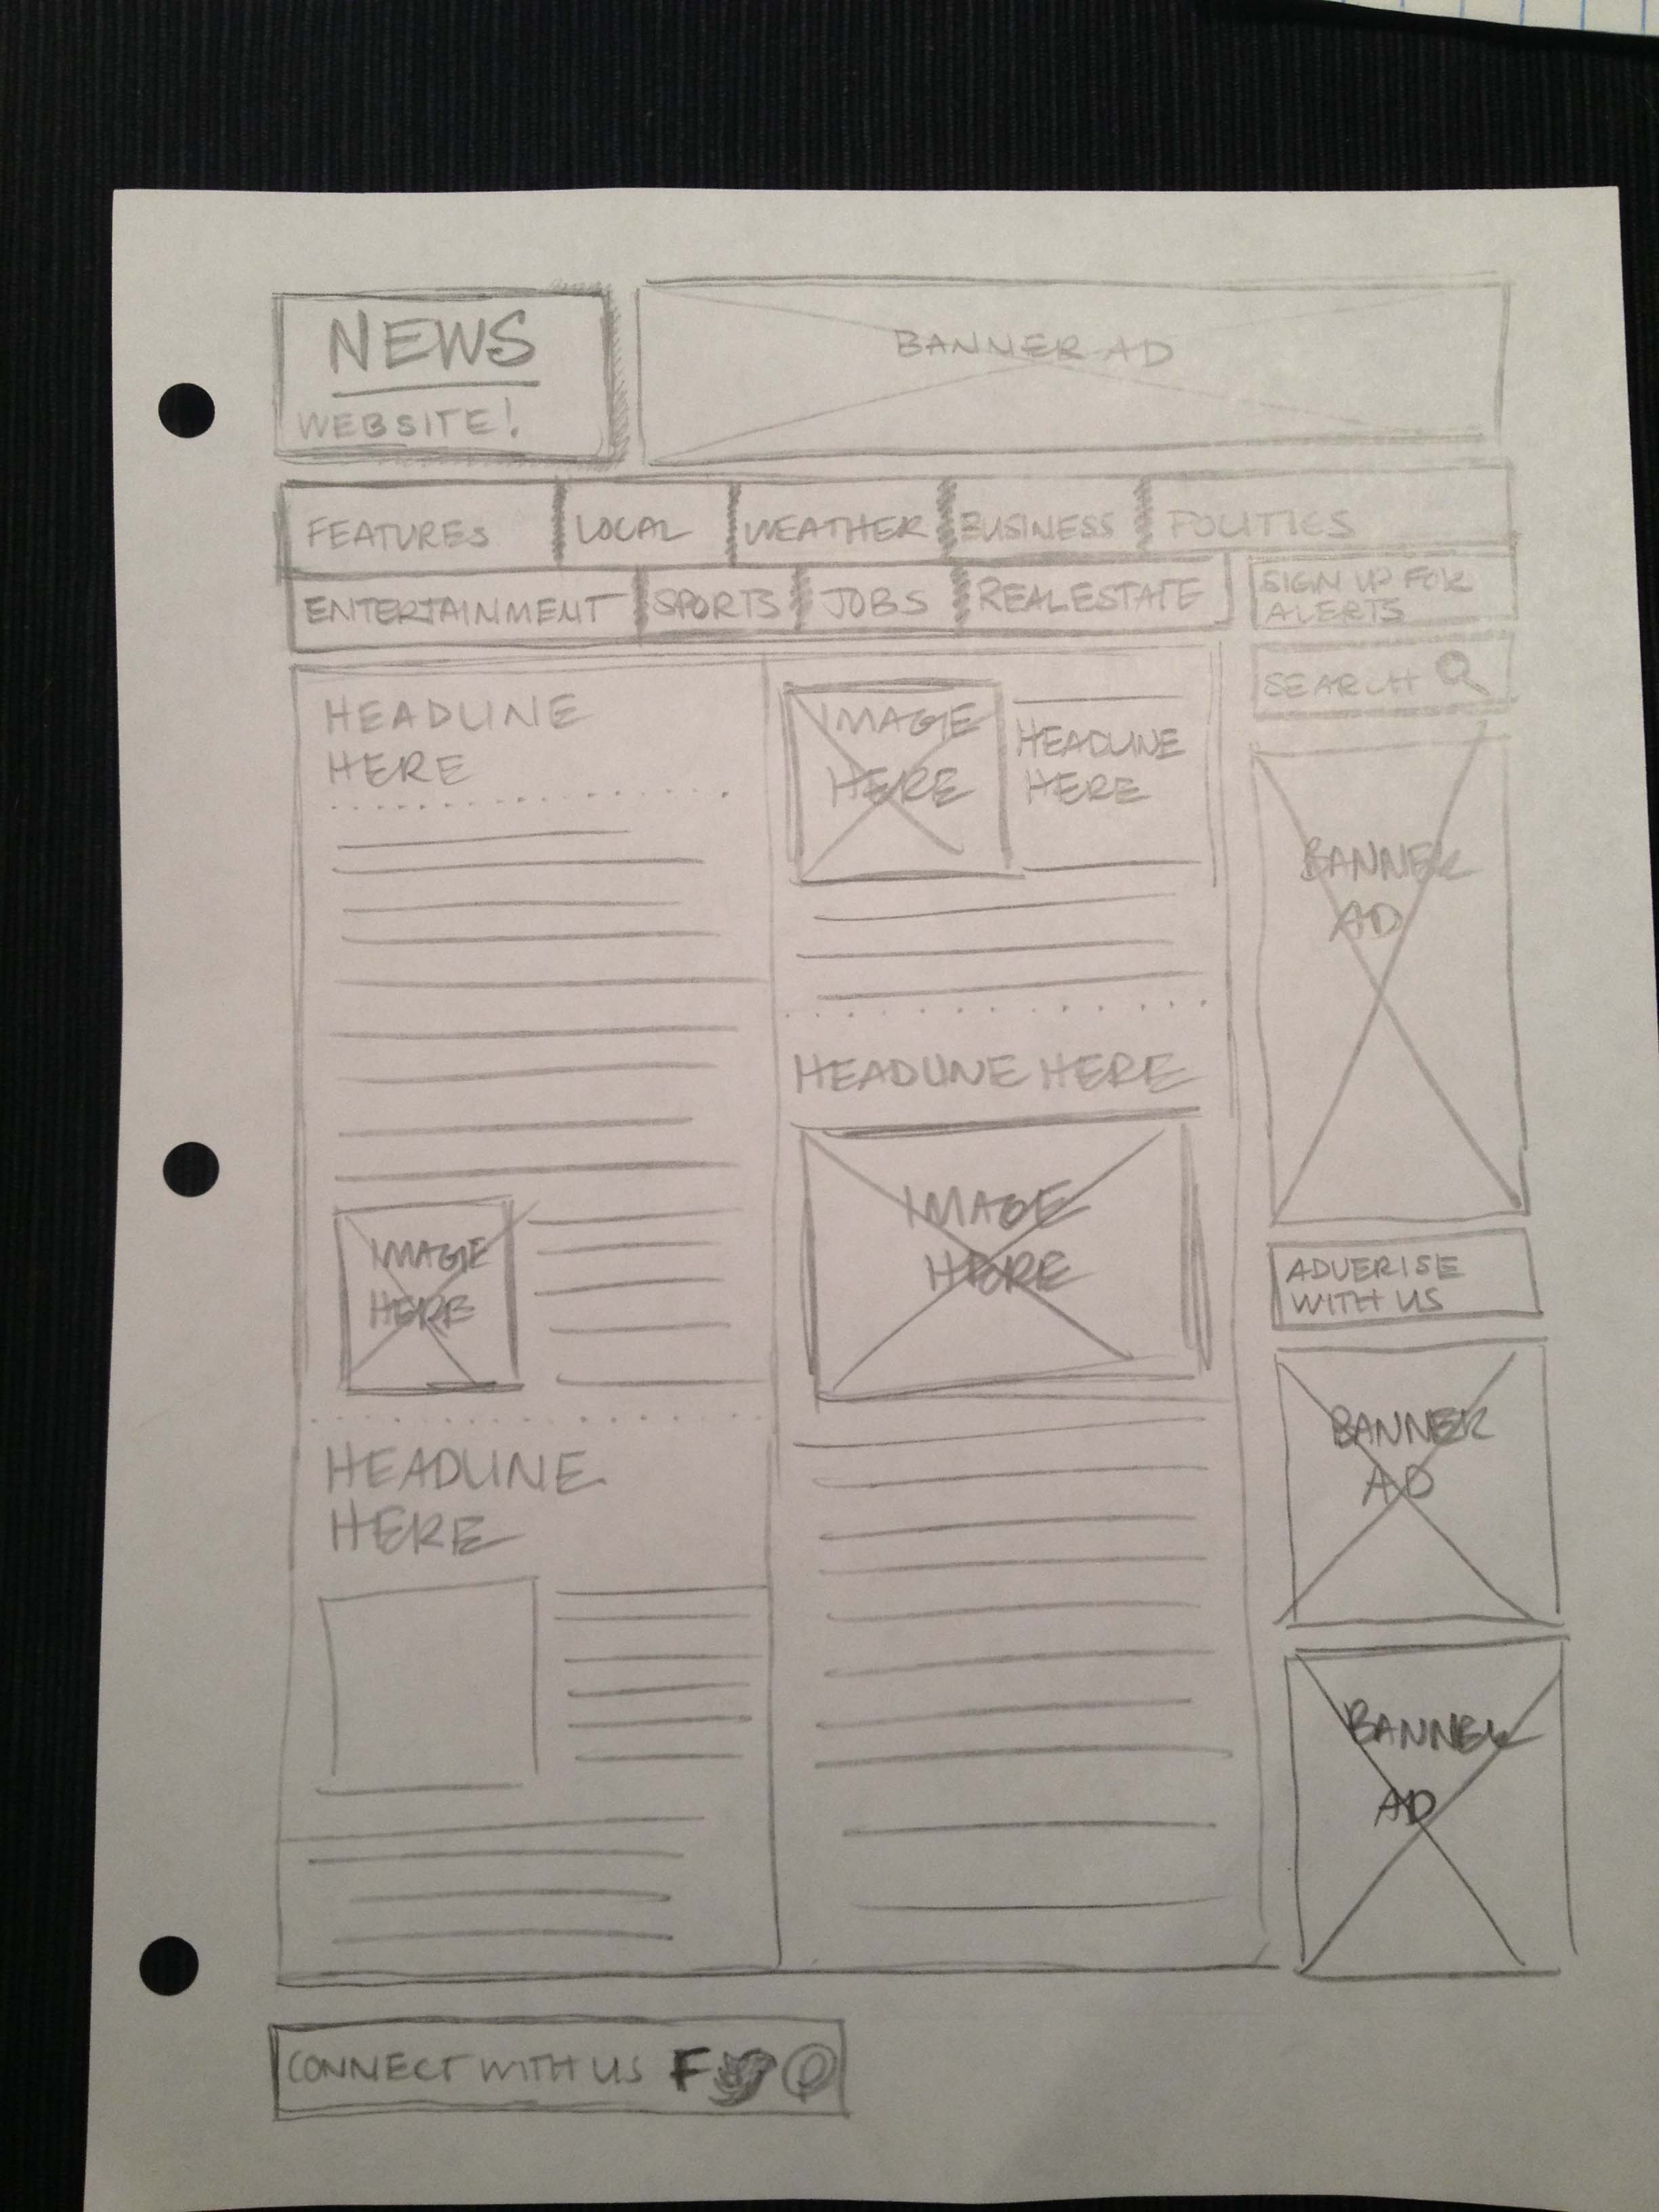 NEWS
WEBSITE!
BANNER AD
FEATURES LOCAL WEATHER BUSINESS POLITICS
ENTERTAINMENT SPORTS JOBS REAL ESTATE
SIGN UP FOR
ALERTS
SEARCH
HEADLINE
HERE
IMAGE
HERE
HEADLINE
HERE
IMAGE
HERE
HEADLINE
HERE
HEADLINE HERE
IMAGE
HERE
BANNER
AD
ADVERISE
WITH US
BANNER
AD
BANNER
AD
CONNECT WITH US F